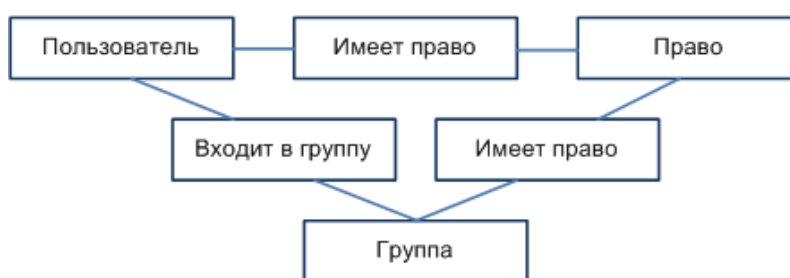 Пользователь
Имеет право
Право
Входит в группу
Имеет право
Группа